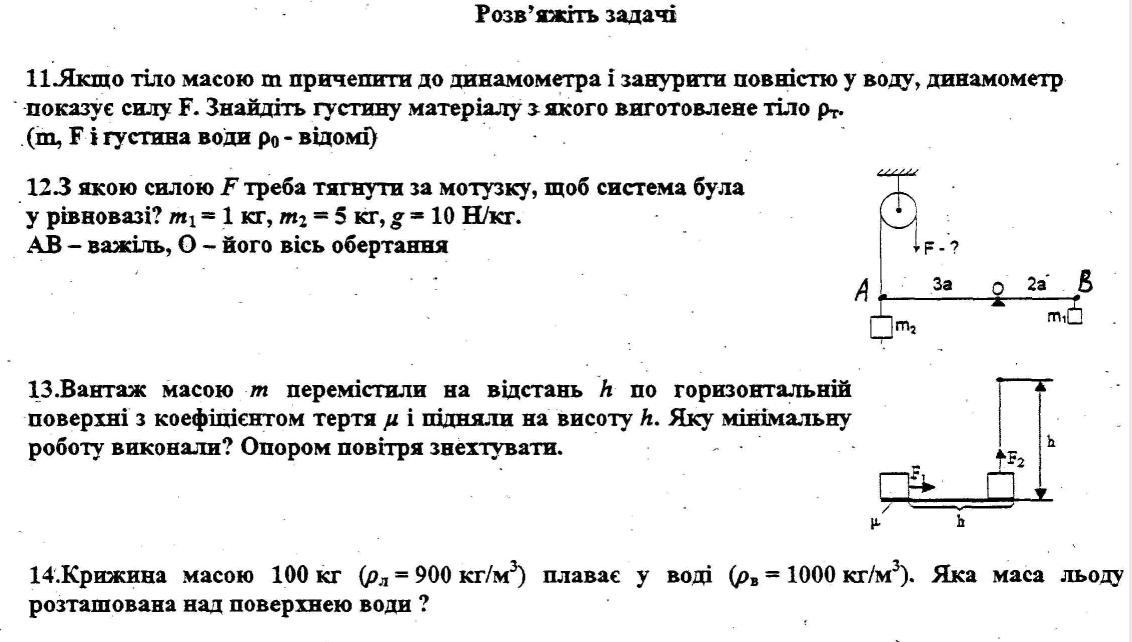 Розв’яжіть задачі
11.Якщо тіло масою m причепити до динамометра і занурити повністю у воду, динамометр
показує силу F. Знайдіть густину матеріалу з якого виготовлене тіло ρт.
(m, F і густина води ρ0 - відомі)
12.З якою силою F треба тягнути за мотузку, щоб система була
у рівновазі? m1 = 1 кг, m2 = 5 кг, g = 10 Н/кг.
АВ – важіль, О – його вісь обертання
F - ?
A 3a O 2a B
m2 m1
13.Вантаж масою m перемістили на відстань h по горизонтальній
поверхні з коефіцієнтом тертя μ і підняли на висоту h. Яку мінімальну
роботу виконали? Опором повітря знехтувати.
h
F1 F2
μ h
14.Крижина масою 100 кг (ρл = 900 кг/м³) плаває у воді (ρв = 1000 кг/м³). Яка маса льоду
розташована над поверхнею води ?